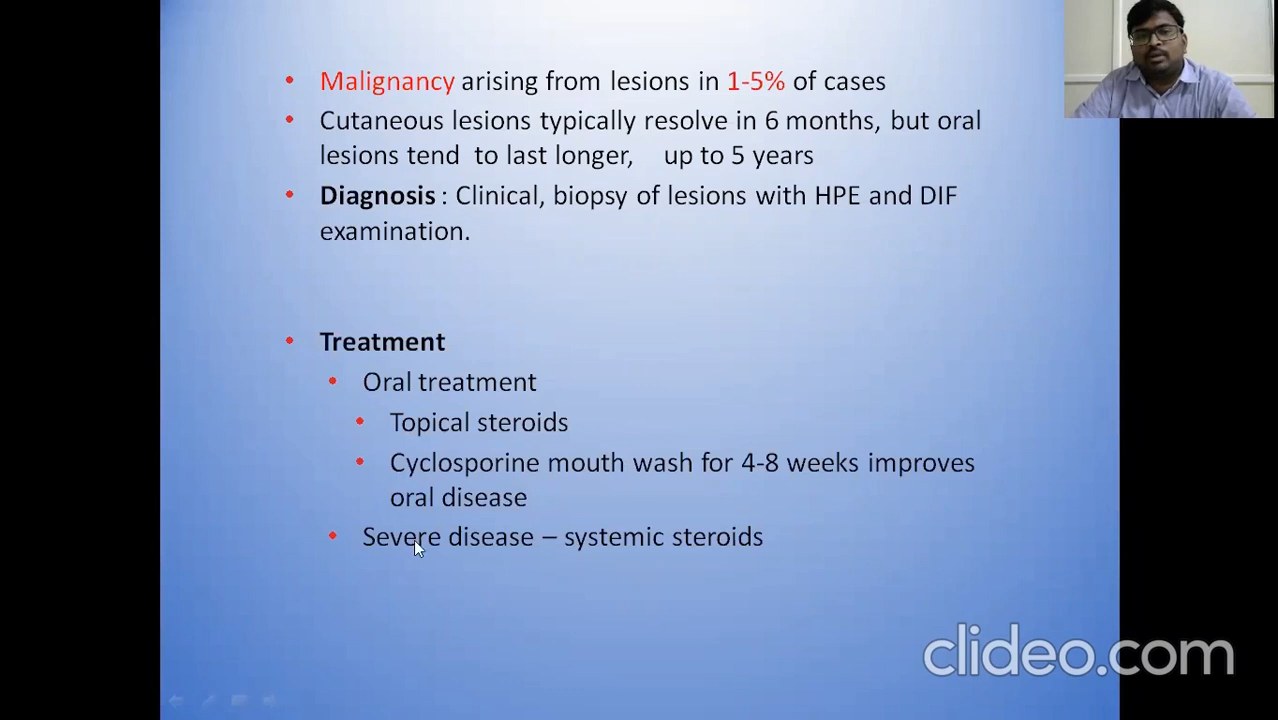 • Malignancy arising from lesions in 1-5% of cases
• Cutaneous lesions typically resolve in 6 months, but oral
lesions tend to last longer, up to 5 years
• Diagnosis : Clinical, biopsy of lesions with HPE and DIF
examination.
• Treatment
• Oral treatment
• Topical steroids
• Cyclosporine mouth wash for 4-8 weeks improves
oral disease
• Severe disease – systemic steroids
clideo.com